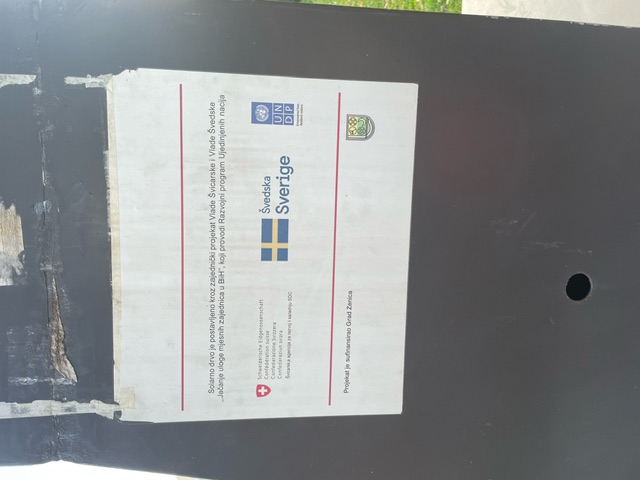 Solarno drvo je postavljeno kroz zajednički projekat Vlade Švicarske i Vlade Švedske
„Jačanje uloge mjesnih zajednica u BiH”, koji provodi Razvojni program Ujedinjenih nacija
Schweizerische Eidgenossenschaft
Confédération suisse
Confederazione Svizzera
Confederaziun svizra
Švicarska agencija za razvoj i saradnju SDC
Švedska
Sverige
UN
DP
Projekat je sufinansirao Grad Zenica